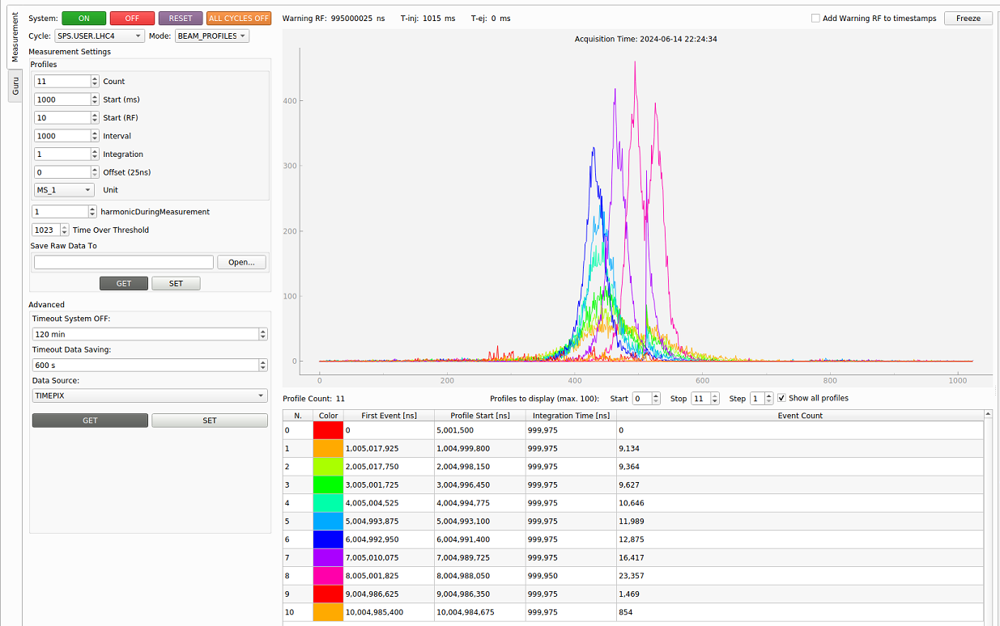 Measurement
Guru
System: ON OFF RESET ALL CYCLES OFF
Cycle: SPS.USER.LHC4 Mode: BEAM_PROFILES
Measurement Settings
Profiles
11 Count
1000 Start (ms)
10 Start (RF)
1000 Interval
1 Integration
0 Offset (25ns)
MS_1 Unit
1 harmonicDuringMeasurement
1023 Time Over Threshold
Save Raw Data To
Open...
GET SET
Advanced
Timeout System OFF:
120 min
Timeout Data Saving:
600 s
Data Source:
TIMEPIX
GET SET
Warning RF: 995000025 ns T-inj: 1015 ms T-ej: 0 ms Add Warning RF to timestamps Freeze
Acquisition Time: 2024-06-14 22:24:34
400
300
200
100
0
0 200 400 600 800 1000
Profile Count: 11 Profiles to display (max. 100): Start 0 Stop 11 Step 1 Show all profiles
N. Color First Event [ns] Profile Start [ns] Integration Time [ns] Event Count
0 0 5,001,500 999,975 0
1 1,005,017,925 1,004,999,800 999,975 9,134
2 2,005,017,750 2,004,998,150 999,975 9,364
3 3,005,001,725 3,004,996,450 999,975 9,627
4 4,005,004,525 4,004,994,775 999,975 10,646
5 5,004,993,875 5,004,993,100 999,975 11,989
6 6,004,992,950 6,004,991,400 999,975 12,875
7 7,005,010,075 7,004,989,725 999,975 16,417
8 8,005,001,825 8,004,988,050 999,950 23,357
9 9,004,986,625 9,004,986,350 999,975 1,469
10 10,004,985,400 10,004,984,675 999,975 854